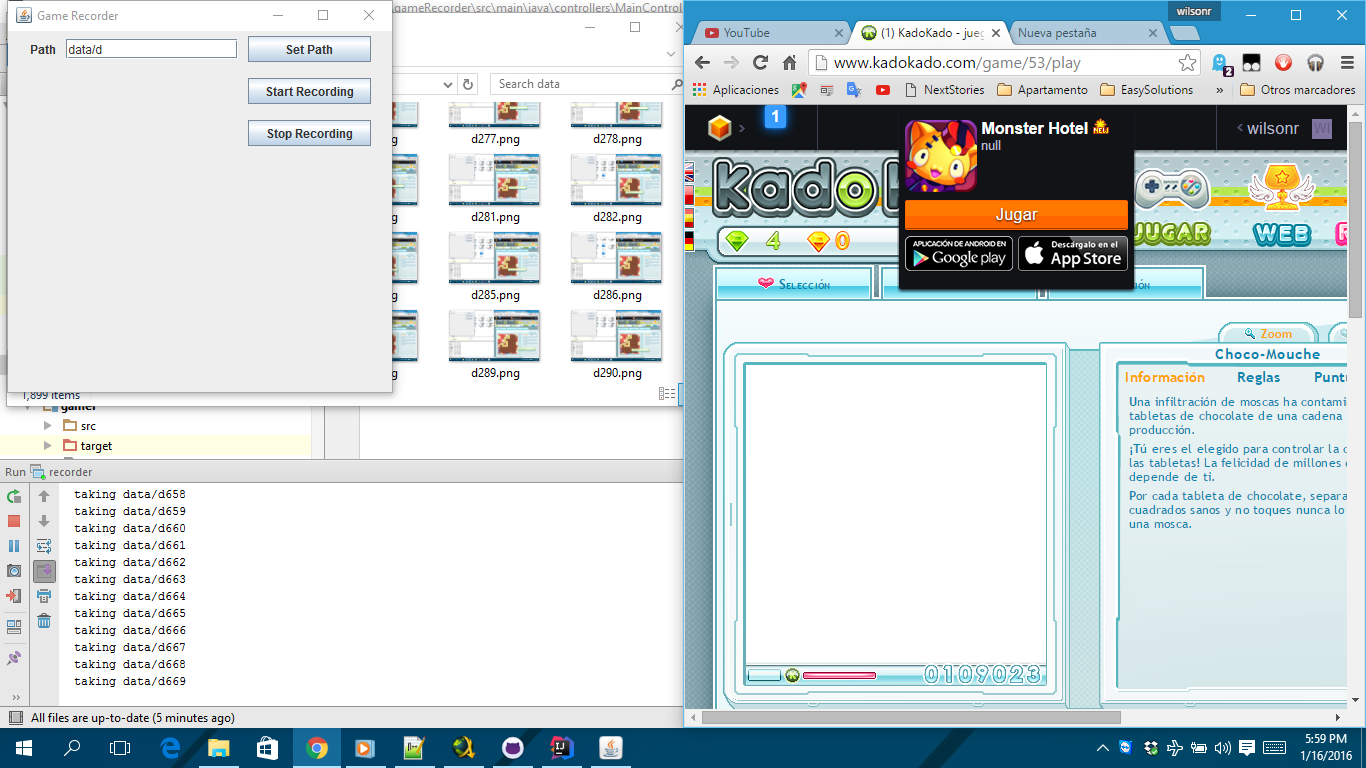 Game Recorder
Path
data/d
Set Path
Start Recording
Stop Recording
gameRecorder\src\main\java\controllers\MainControl
Search data
d277.png
d278.png
d281.png
d282.png
d285.png
d286.png
d289.png
d290.png
1,899 items
gamer
src
target
Run recorder
taking data/d658
taking data/d659
taking data/d660
taking data/d661
taking data/d662
taking data/d663
taking data/d664
taking data/d665
taking data/d666
taking data/d667
taking data/d668
taking data/d669
All files are up-to-date (5 minutes ago)
wilsonr
YouTube
(1) KadoKado - jueg
Nueva pestaña
www.kadokado.com/game/53/play
2
Aplicaciones
NextStories
Apartamento
EasySolutions
»
Otros marcadores
1
wilsonr
WI
Monster Hotel NEW
null
Jugar
APLICACIÓN DE ANDROID EN
Google play
Descárgalo en el
App Store
kado
JUGAR
WEB
4
0
Selección
Zoom
Choco-Mouche
Información
Reglas
Puntu
Una infiltración de moscas ha contami
tabletas de chocolate de una cadena
producción.
¡Tú eres el elegido para controlar la c
las tabletas! La felicidad de millones
depende de ti.
Por cada tableta de chocolate, separa
cuadrados sanos y no toques nunca lo
una mosca.
0109023
5:59 PM
1/16/2016